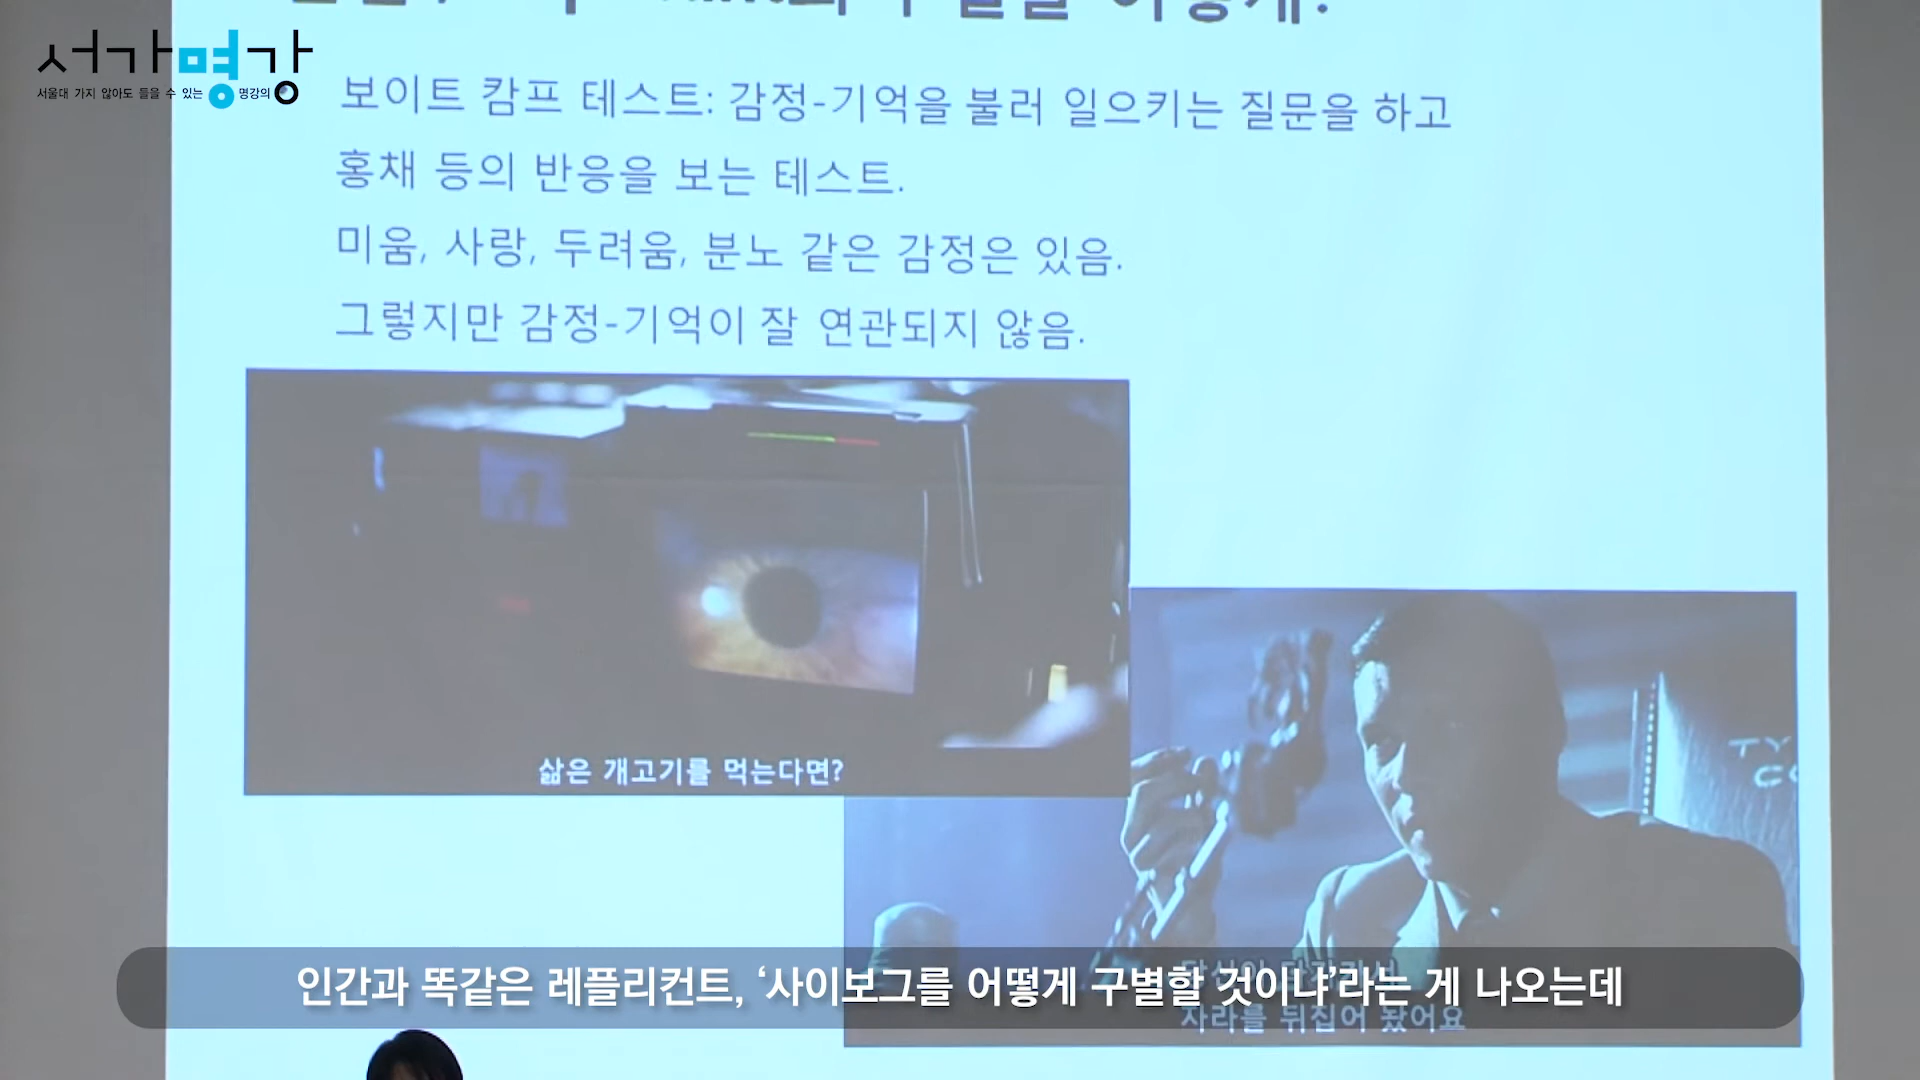 서가명강
서울대 가지 않아도 들을 수 있는 명강의
어떻게?
보이트 캄프 테스트: 감정-기억을 불러 일으키는 질문을 하고
홍채 등의 반응을 보는 테스트.
미움, 사랑, 두려움, 분노 같은 감정은 있음.
그렇지만 감정-기억이 잘 연관되지 않음.
삶은 개고기를 먹는다면?
TY
CO
인간과 똑같은 레플리컨트, ‘사이보그를 어떻게 구별할 것이냐’라는 게 나오는데
자라를 뒤집어 놨어요